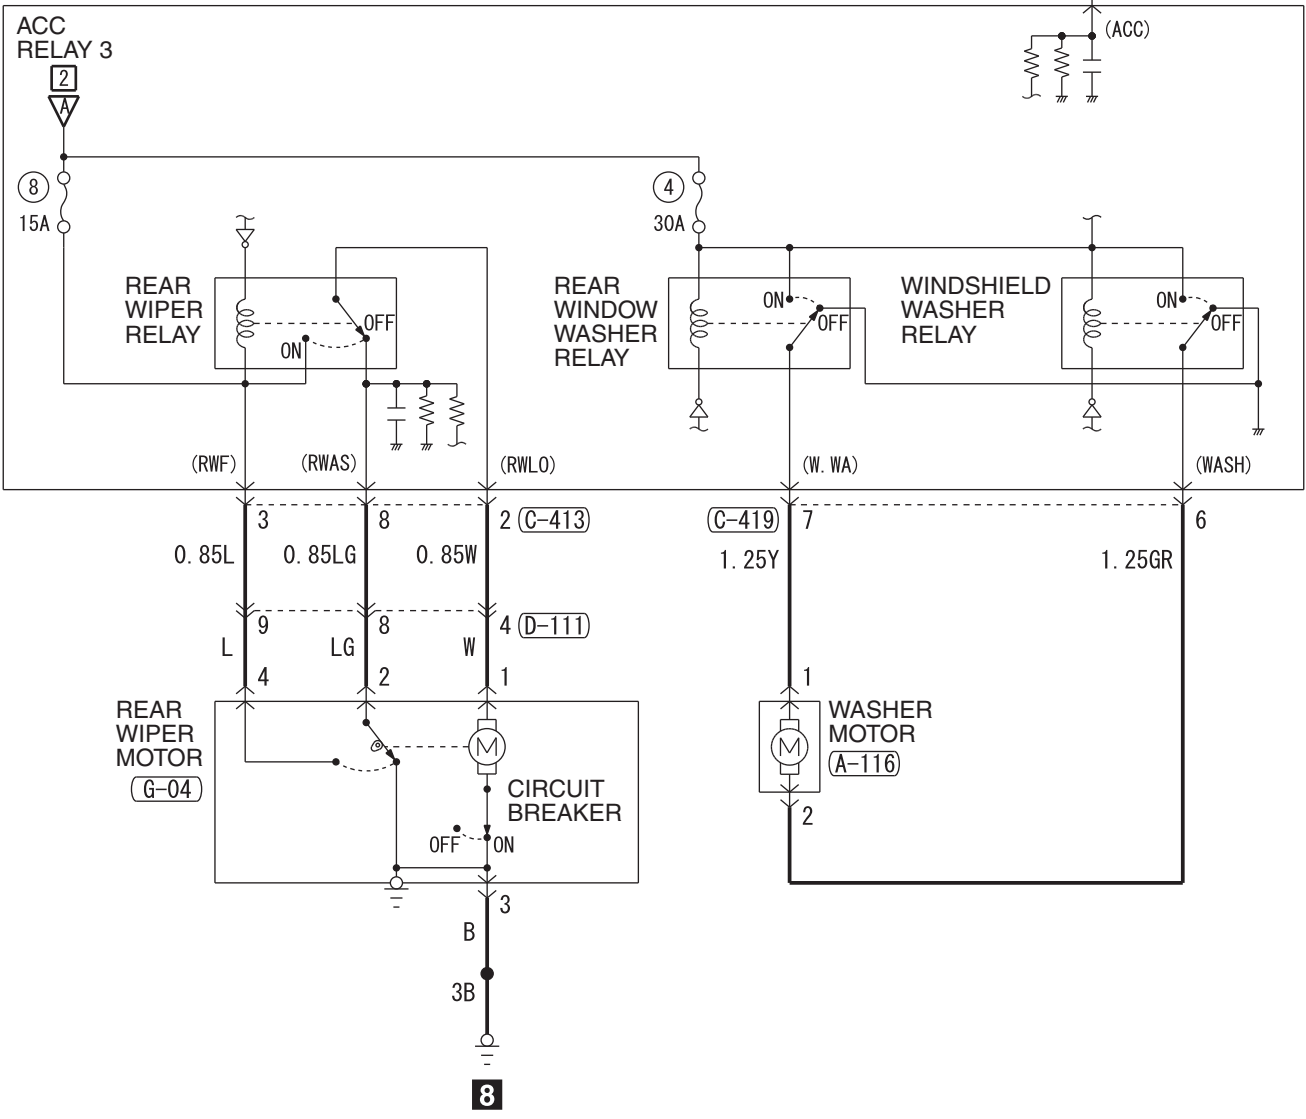 ACC
RELAY 3
2
A
(ACC)
8
15A
4
30A
REAR
WIPER
RELAY
OFF
ON
REAR
WINDOW
WASHER
RELAY
ON
OFF
WINDSHIELD
WASHER
RELAY
ON
OFF
(RWF)
(RWAS)
(RWLO)
(W.WA)
(WASH)
3
8
2
C-413
C-419
7
6
0.85L
0.85LG
0.85W
1.25Y
1.25GR
9
8
4
D-111
L
LG
W
4
2
1
1
REAR
WIPER
MOTOR
G-04
M
CIRCUIT
BREAKER
OFF
ON
M
WASHER
MOTOR
A-116
2
3
B
3B
8